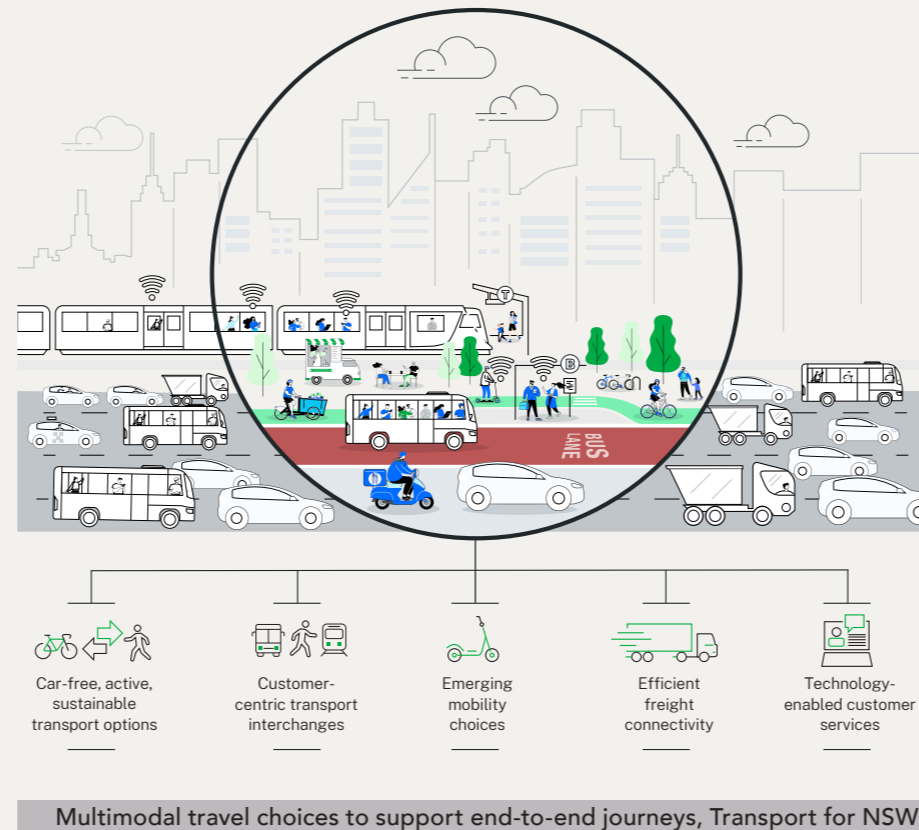 T
B
BUS
LANE
Car-free, active,
sustainable
transport options
Customer-
centric transport
interchanges
Emerging
mobility
choices
Efficient
freight
connectivity
Technology-
enabled customer
services
Multimodal travel choices to support end-to-end journeys, Transport for NSW